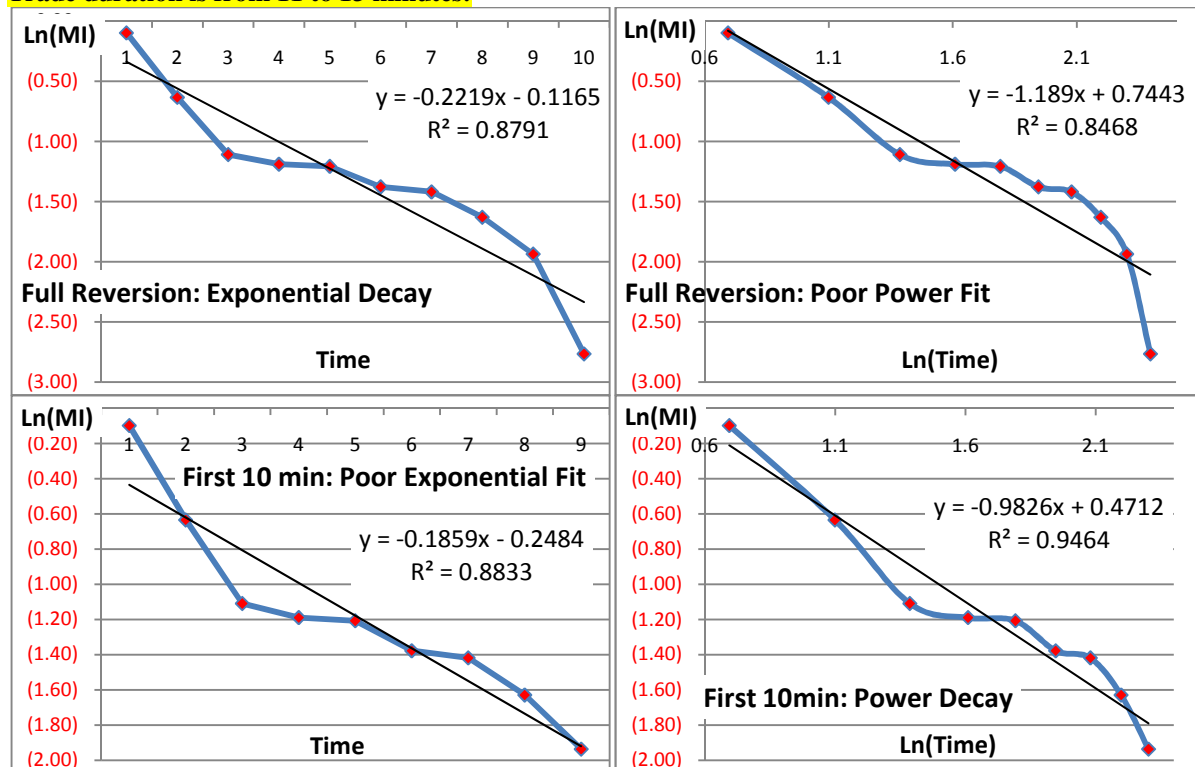 Trade duration is from 11 to 15 minutes.
Ln(MI)
1 2 3 4 5 6 7 8 9 10
(0.50)
(1.00)
(1.50)
(2.00)
(2.50)
(3.00)
y = -0.2219x - 0.1165
R² = 0.8791
Full Reversion: Exponential Decay
Time
Ln(MI)
0.6 1.1 1.6 2.1
(0.50)
(1.00)
(1.50)
(2.00)
(2.50)
(3.00)
y = -1.189x + 0.7443
R² = 0.8468
Full Reversion: Poor Power Fit
Ln(Time)
Ln(MI)
(0.20)
1 2 3 4 5 6 7 8 9
(0.40)
(0.60)
(0.80)
(1.00)
(1.20)
(1.40)
(1.60)
(1.80)
(2.00)
First 10 min: Poor Exponential Fit
y = -0.1859x - 0.2484
R² = 0.8833
Time
Ln(MI)
(0.20)
0.6 1.1 1.6 2.1
(0.40)
(0.60)
(0.80)
(1.00)
(1.20)
(1.40)
(1.60)
(1.80)
(2.00)
y = -0.9826x + 0.4712
R² = 0.9464
First 10min: Power Decay
Ln(Time)